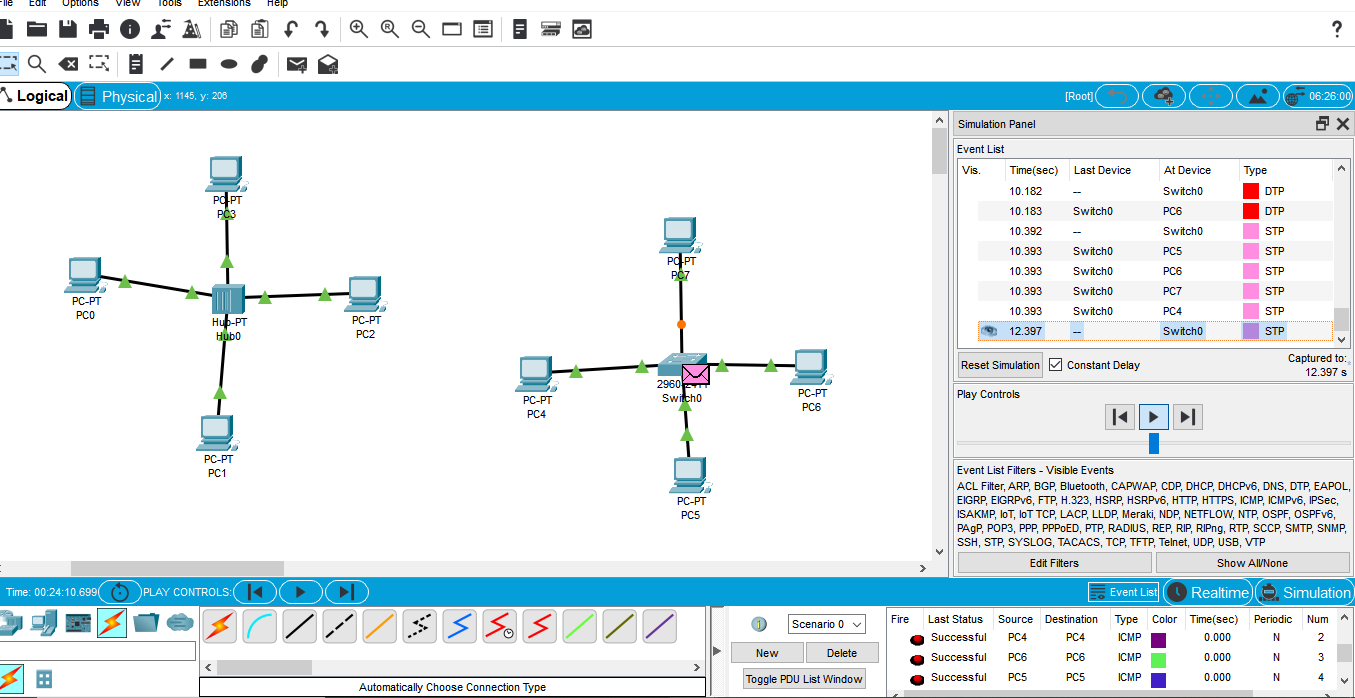 File Edit Options View Tools Extensions Help
Logical Physical x: 1145, y: 206 [Root] 06:26:00
Simulation Panel
Event List
Vis. Time(sec) Last Device At Device Type
10.182 -- Switch0 DTP
10.183 Switch0 PC6 DTP
10.392 -- Switch0 STP
10.393 Switch0 PC5 STP
10.393 Switch0 PC6 STP
10.393 Switch0 PC7 STP
10.393 Switch0 PC4 STP
12.397 -- Switch0 STP
Reset Simulation Constant Delay Captured to:
12.397 s
Play Controls
Event List Filters - Visible Events
ACL Filter, ARP, BGP, Bluetooth, CAPWAP, CDP, DHCP, DHCPv6, DNS, DTP, EAPOL,
EIGRP, EIGRPv6, FTP, H.323, HSRP, HSRPv6, HTTP, HTTPS, ICMP, ICMPv6, IPSec,
ISAKMP, IoT, IoT TCP, LACP, LLDP, Meraki, NDP, NETFLOW, NTP, OSPF, OSPFv6,
PAgP, POP3, PPP, PPPoED, PTP, RADIUS, REP, RIP, RIPng, RTP, SCCP, SMTP, SNMP,
SSH, STP, SYSLOG, TACACS, TCP, TFTP, Telnet, UDP, USB, VTP
Edit Filters Show All/None
PC-PT
PC3
PC-PT
PC0
Hub-PT
Hub0
PC-PT
PC2
PC-PT
PC1
PC-PT
PC7
PC-PT
PC4
Switch0
PC-PT
PC6
PC-PT
PC5
Time: 00:24:10.699 PLAY CONTROLS: Event List Realtime Simulation
Automatically Choose Connection Type
Scenario 0
New Delete
Toggle PDU List Window
Fire Last Status Source Destination Type Color Time(sec) Periodic Num
Successful PC4 PC4 ICMP 0.000 N 2
Successful PC6 PC6 ICMP 0.000 N 3
Successful PC5 PC5 ICMP 0.000 N 4